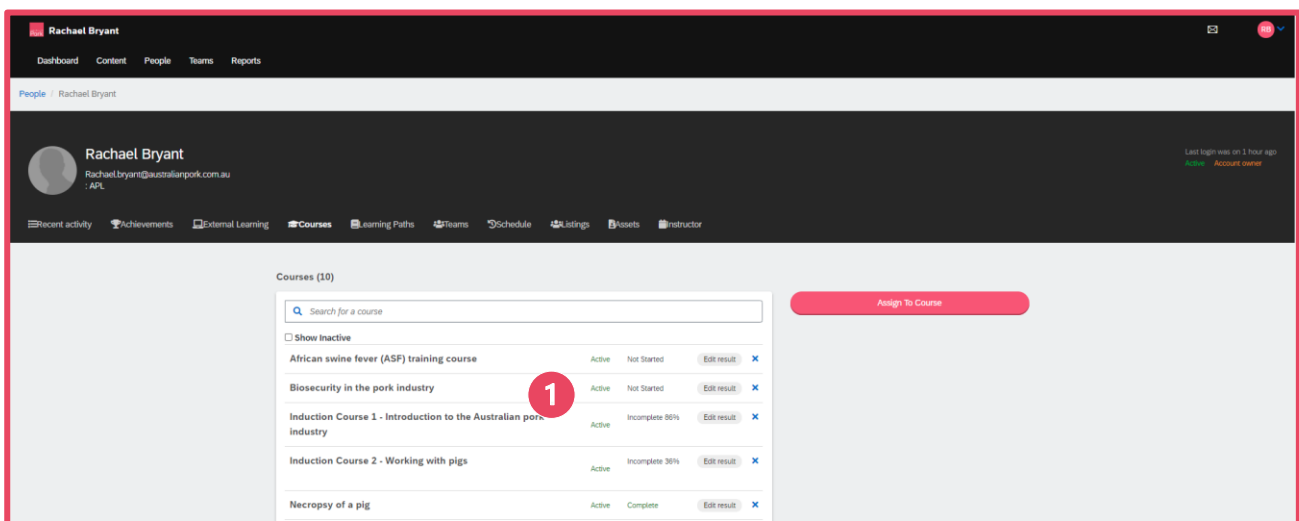 Pork Rachael Bryant RB
Dashboard Content People Teams Reports
People / Rachael Bryant
Rachael Bryant
Rachael.bryant@australianpork.com.au
: APL
Last login was on 1 hour ago
Active Account owner
Recent activity Achievements External Learning Courses Learning Paths Teams Schedule Listings Assets Instructor
Courses (10)
Assign To Course
Search for a course
Show Inactive
African swine fever (ASF) training course Active Not Started Edit result
Biosecurity in the pork industry Active Not Started Edit result
1
Induction Course 1 - Introduction to the Australian pork
industry Active Incomplete 86% Edit result
Induction Course 2 - Working with pigs Active Incomplete 36% Edit result
Necropsy of a pig Active Complete Edit result